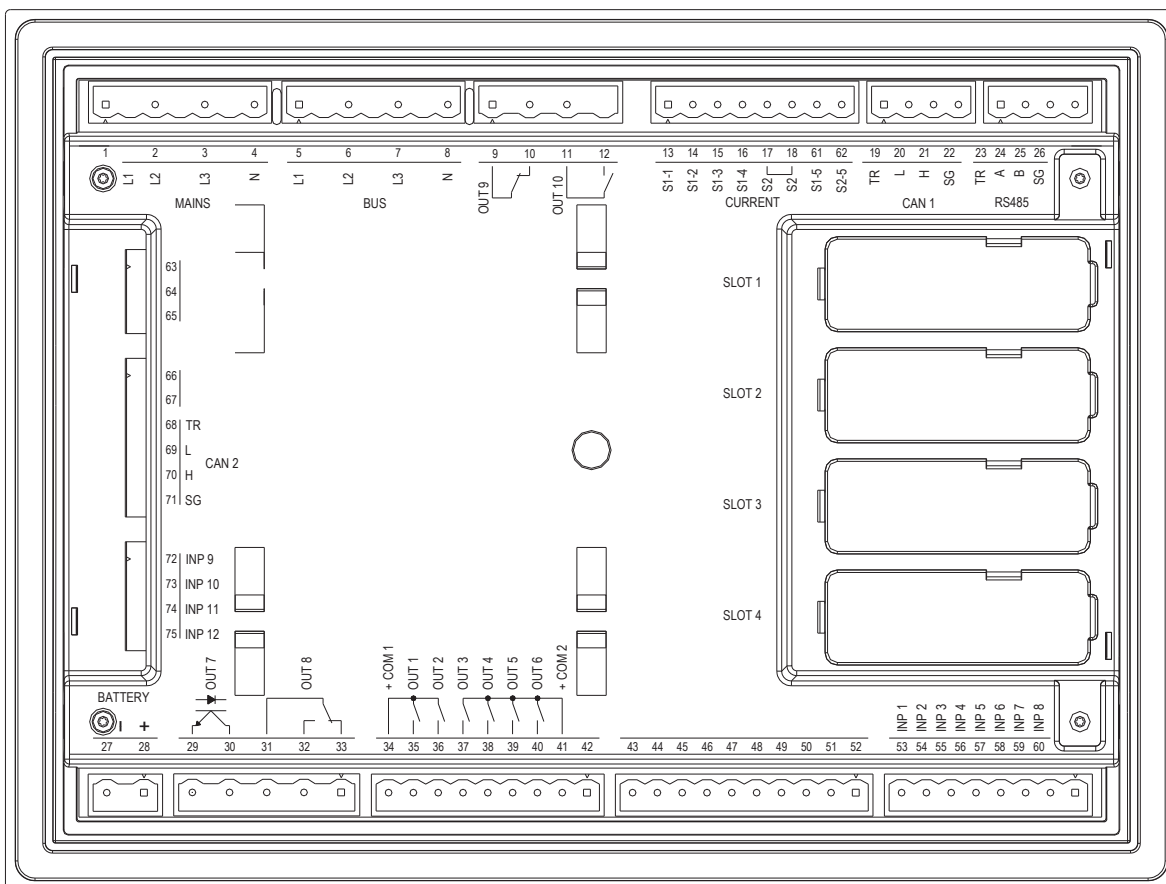 1 2 3 4 5 6 7 8 9 10 11 12 13 14 15 16 17 18 61 62 19 20 21 22 23 24 25 26
L1 L2 L3 N L1 L2 L3 N OUT 9 OUT 10 S1-1 S1-2 S1-3 S1-4 S2 S2 S1-5 S2-5 TR L H SG TR A B SG
MAINS BUS CURRENT CAN 1 RS485
63
64
65
SLOT 1
66
67
SLOT 2
68 TR
69 L
CAN 2
70 H
71 SG
SLOT 3
72 INP 9
73 INP 10
74 INP 11
75 INP 12
SLOT 4
OUT 7 OUT 8 + COM 1 OUT 1 OUT 2 OUT 3 OUT 4 OUT 5 OUT 6 + COM 2
BATTERY
– +
INP 1 INP 2 INP 3 INP 4 INP 5 INP 6 INP 7 INP 8
27 28 29 30 31 32 33 34 35 36 37 38 39 40 41 42 43 44 45 46 47 48 49 50 51 52 53 54 55 56 57 58 59 60